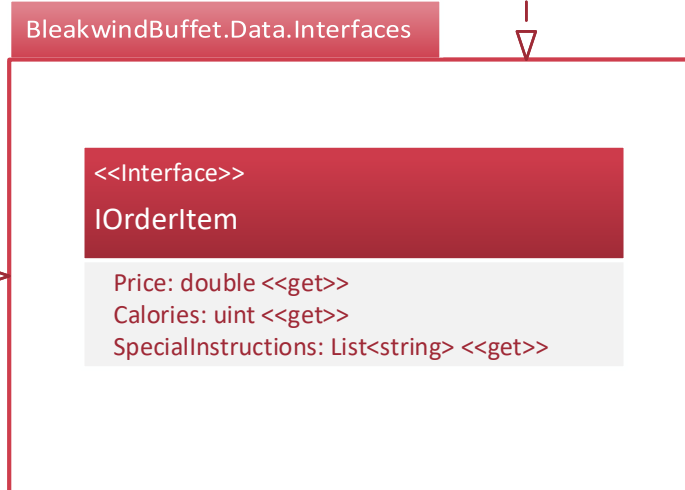 BleakwindBuffet.Data.Interfaces
<<Interface>>
IOrderItem
Price: double <<get>>
Calories: uint <<get>>
SpecialInstructions: List<string> <<get>>